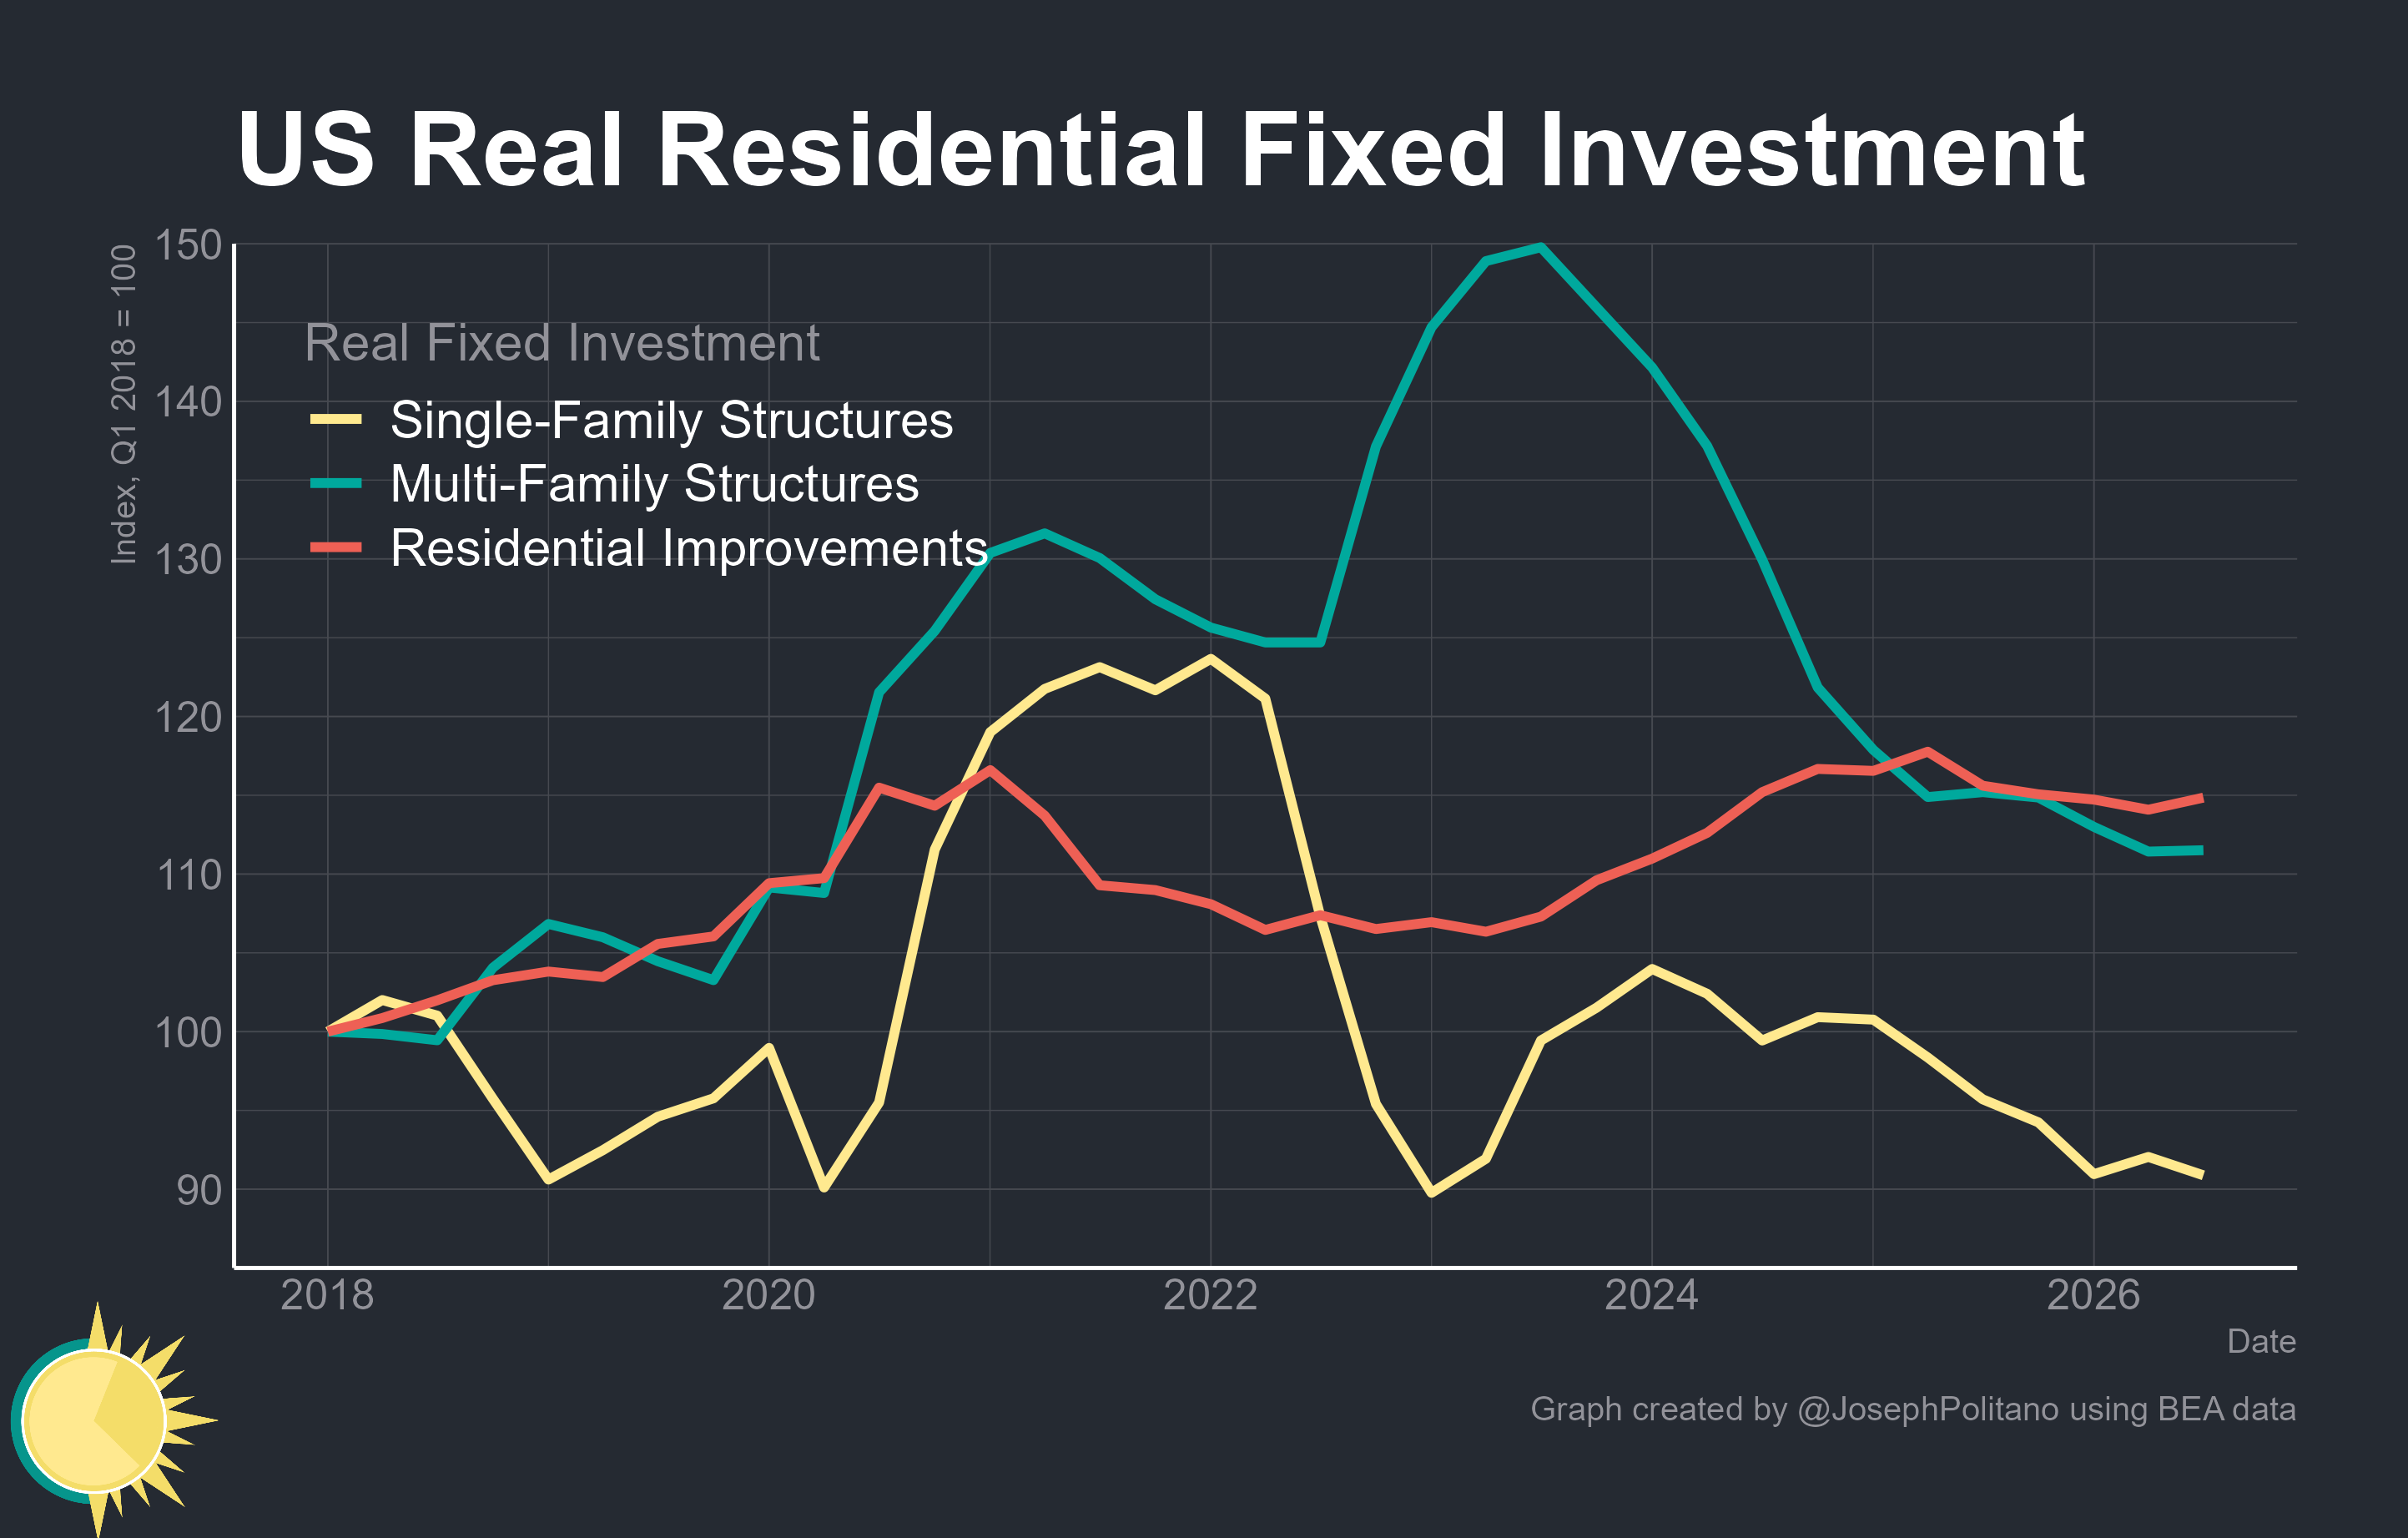 US Real Residential Fixed Investment
Index, Q1 2018 = 100
150
140
130
120
110
100
90
Real Fixed Investment
Single-Family Structures
Multi-Family Structures
Residential Improvements
2018 2020 2022 2024 2026
Date
Graph created by @JosephPolitano using BEA data